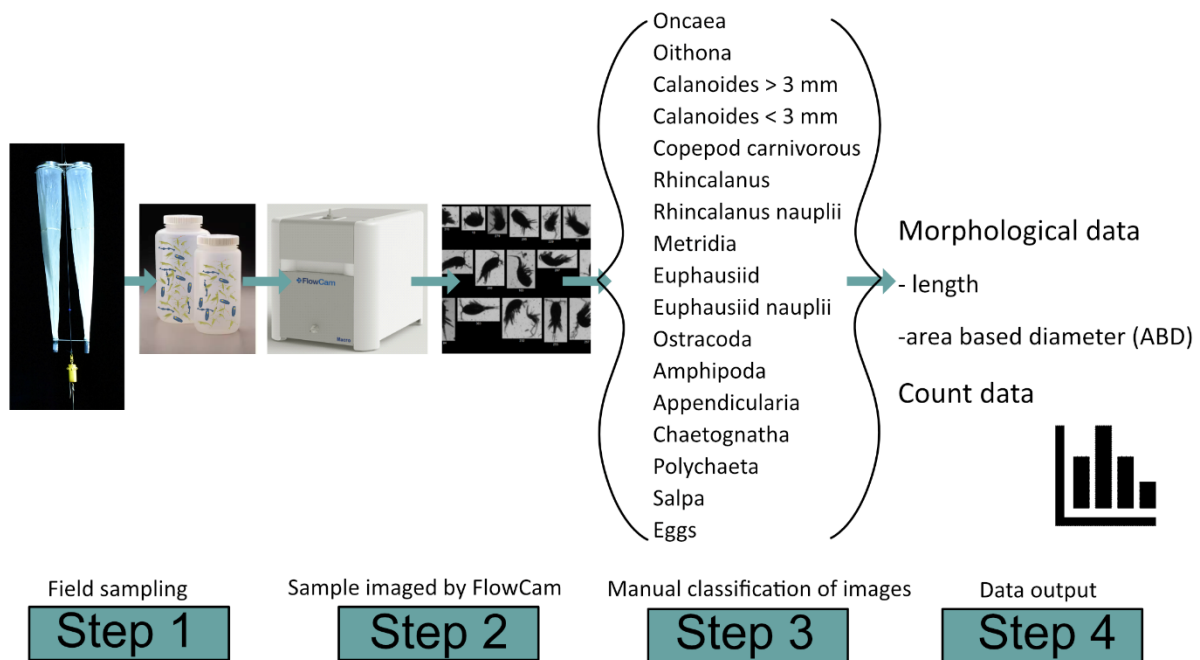 Oncaea
Oithona
Calanoides > 3 mm
Calanoides < 3 mm
Copepod carnivorous
Rhincalanus
Rhincalanus nauplii
Metridia
Euphausiid
Euphausiid nauplii
Ostracoda
Amphipoda
Appendicularia
Chaetognatha
Polychaeta
Salpa
Eggs
FlowCam
Macro
Morphological data
- length
-area based diameter (ABD)
Count data
Field sampling
Step 1
Sample imaged by FlowCam
Step 2
Manual classification of images
Step 3
Data output
Step 4